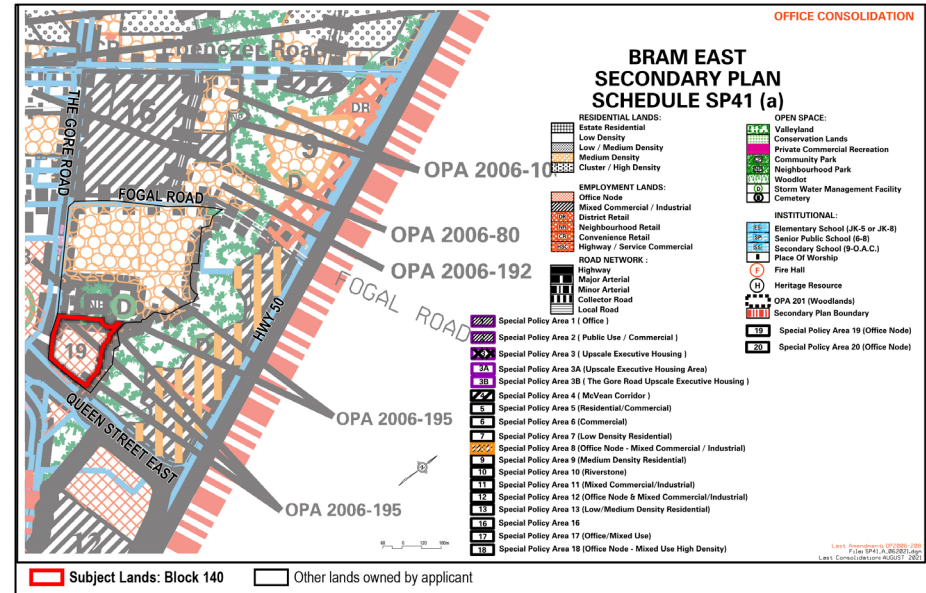 OFFICE CONSOLIDATION
BRAM EAST
SECONDARY PLAN
SCHEDULE SP41 (a)
RESIDENTIAL LANDS:
Estate Residential
Low Density
Low / Medium Density
Medium Density
Cluster / High Density
EMPLOYMENT LANDS:
Office Node
Mixed Commercial / Industrial
District Retail
Neighbourhood Retail
Convenience Retail
Highway / Service Commercial
ROAD NETWORK :
Highway
Major Arterial
Minor Arterial
Collector Road
Local Road
OPEN SPACE:
Valleyland
Conservation Lands
Private Commercial Recreation
Community Park
Neighbourhood Park
Woodlot
D Storm Water Management Facility
Cemetery
INSTITUTIONAL:
Elementary School (JK-5 or JK-8)
Senior Public School (6-8)
Secondary School (9-O.A.C.)
Place Of Worship
F Fire Hall
H Heritage Resource
OPA 201 (Woodlands)
Secondary Plan Boundary
19 Special Policy Area 19 (Office Node)
20 Special Policy Area 20 (Office Node)
Special Policy Area 1 ( Office )
Special Policy Area 2 ( Public Use / Commercial )
Special Policy Area 3 ( Upscale Executive Housing )
3A Special Policy Area 3A (Upscale Executive Housing Area)
3B Special Policy Area 3B ( The Gore Road Upscale Executive Housing )
4 Special Policy Area 4 ( McVean Corridor )
5 Special Policy Area 5 (Residential/Commercial)
6 Special Policy Area 6 (Commercial)
7 Special Policy Area 7 (Low Density Residential)
Special Policy Area 8 (Office Node - Mixed Commercial / Industrial)
9 Special Policy Area 9 (Medium Density Residential)
10 Special Policy Area 10 (Riverstone)
11 Special Policy Area 11 (Mixed Commercial/Industrial)
12 Special Policy Area 12 (Office Node & Mixed Commercial/Industrial)
13 Special Policy Area 13 (Low/Medium Density Residential)
16 Special Policy Area 16
17 Special Policy Area 17 (Office/Mixed Use)
18 Special Policy Area 18 (Office Node - Mixed Use High Density)
Ebenezer Road
THE GORE ROAD
16
DR
9
D
OPA 2006-10
FOGAL ROAD
OPA 2006-80
OPA 2006-192
FOGAL ROAD
HWY 50
NP
D
19
OPA 2006-195
QUEEN STREET EAST
OPA 2006-195
12
Last Amendment: OP2006-208
File: SP41_A_062021.dgn
Last Consolidation: AUGUST 2021
Subject Lands: Block 140
Other lands owned by applicant